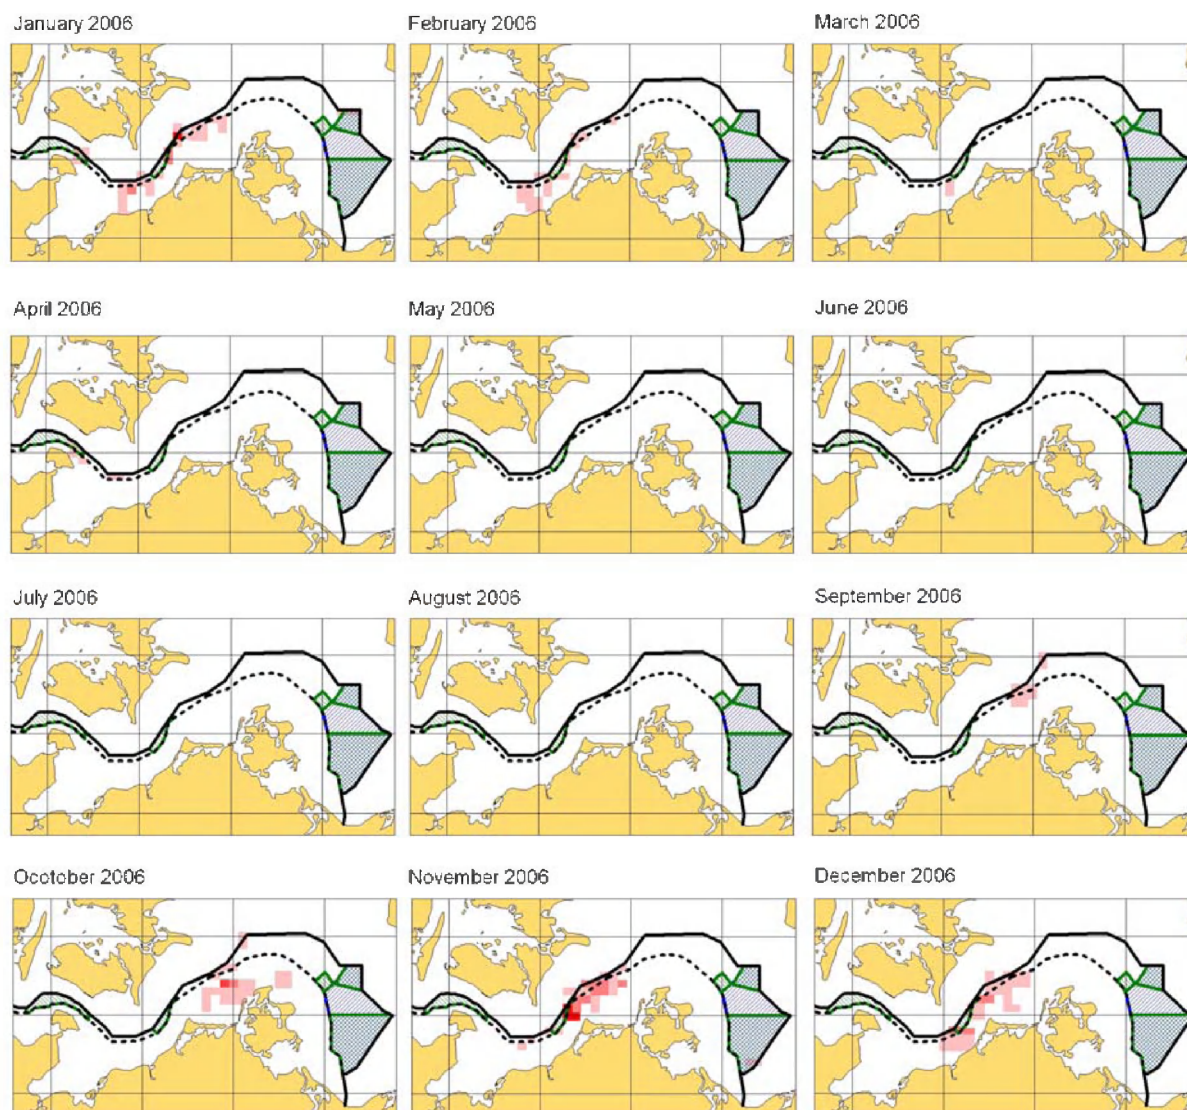 January 2006
February 2006
March 2006
April 2006
May 2006
June 2006
July 2006
August 2006
September 2006
Ocotober 2006
November 2006
December 2006